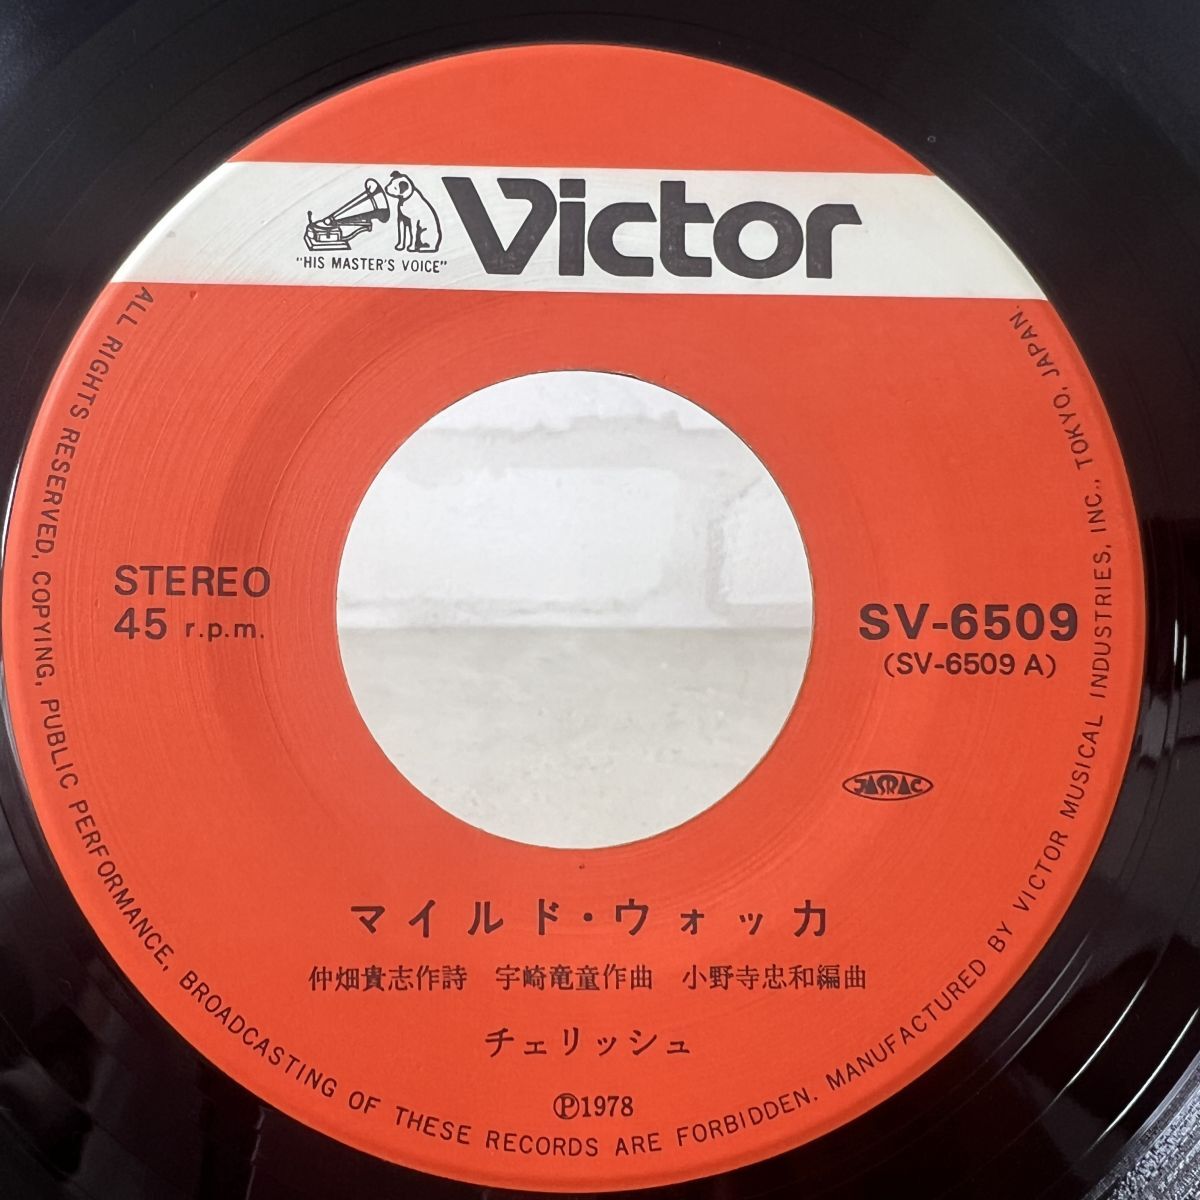 Victor
"HIS MASTER'S VOICE"
STEREO
45 r.p.m.
SV-6509
(SV-6509 A)
JASRAC
マイルド・ウォッカ
仲畑貴志作詩 宇崎竜童作曲 小野寺忠和編曲
チェリッシュ
Ⓟ1978
ALL RIGHTS RESERVED, COPYING, PUBLIC PERFORMANCE, BROADCASTING OF THESE RECORDS ARE FORBIDDEN. MANUFACTURED BY VICTOR MUSICAL INDUSTRIES, INC., TOKYO, JAPAN.